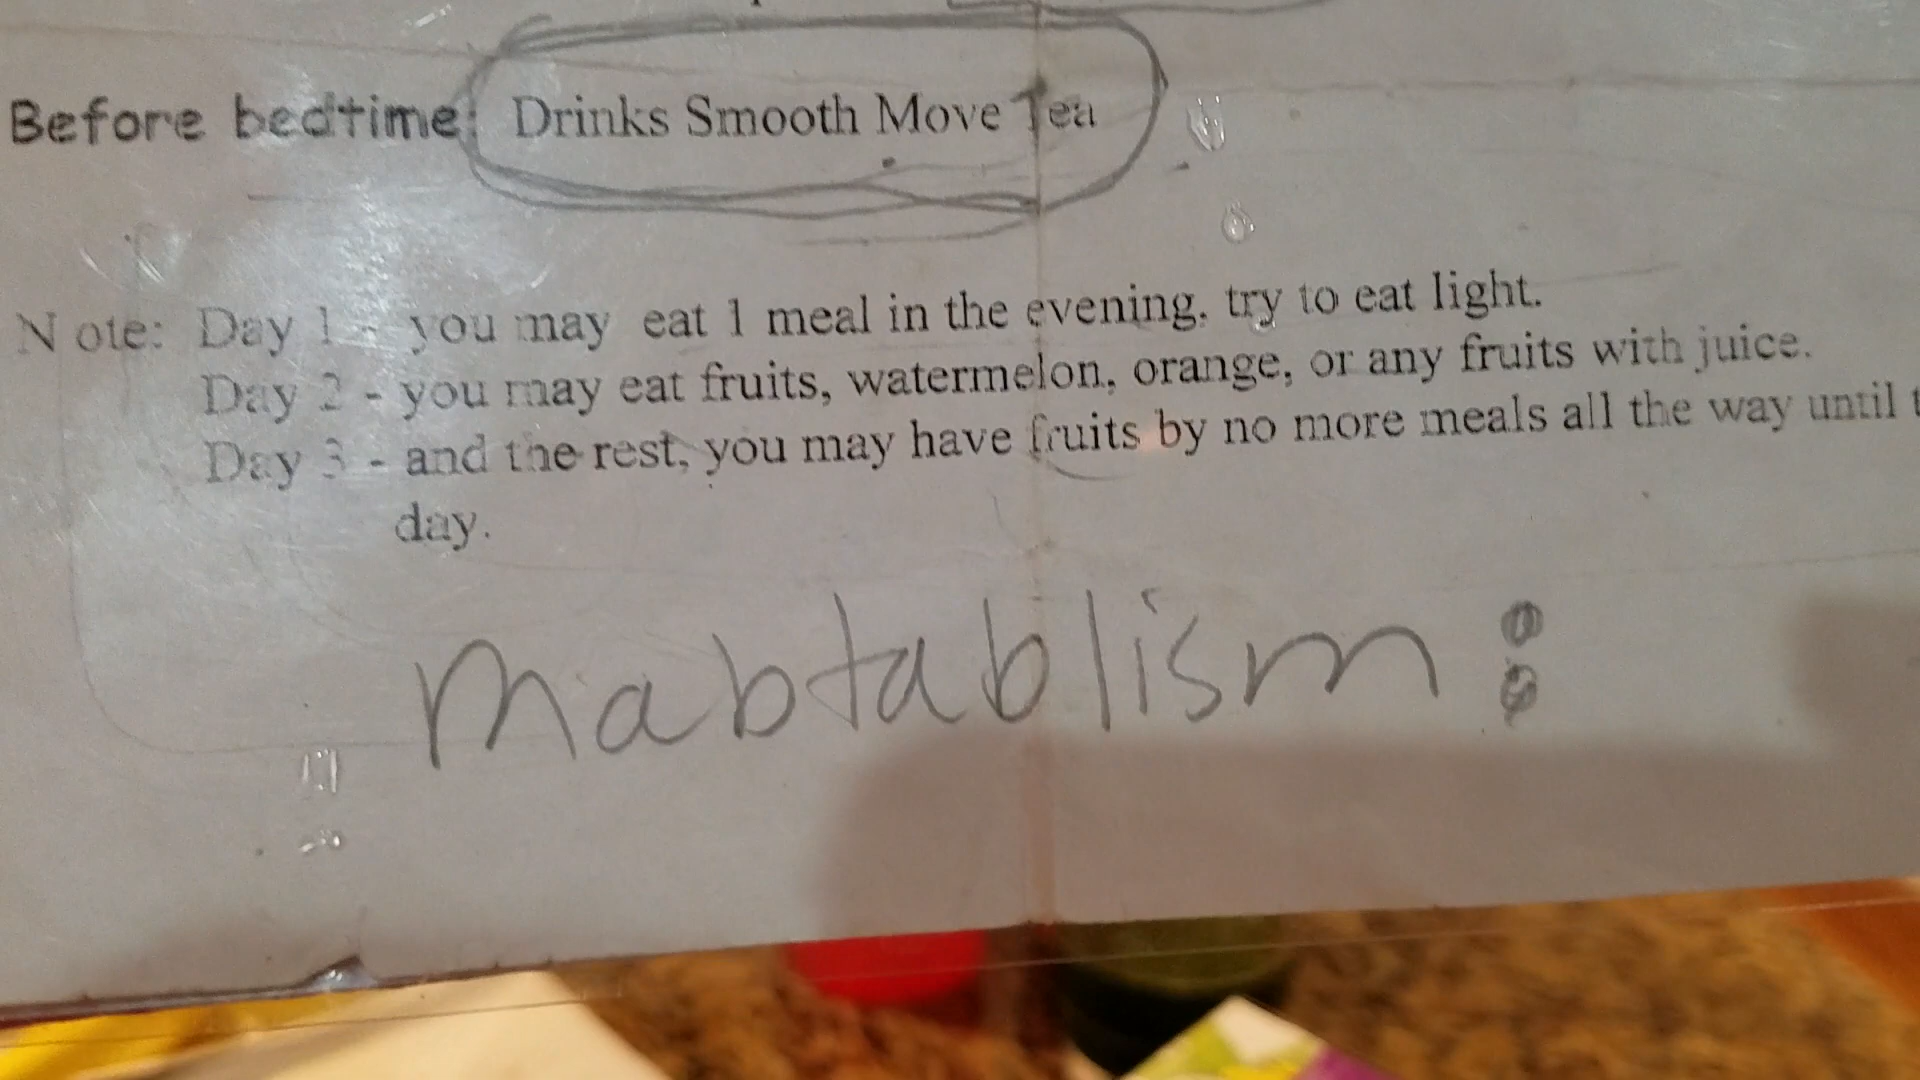 Before bedtime: Drinks Smooth Move Tea
Note: Day 1 - you may eat 1 meal in the evening, try to eat light.
Day 2 - you may eat fruits, watermelon, orange, or any fruits with juice.
Day 3 - and the rest, you may have fruits by no more meals all the way until
day.
mabtablism: